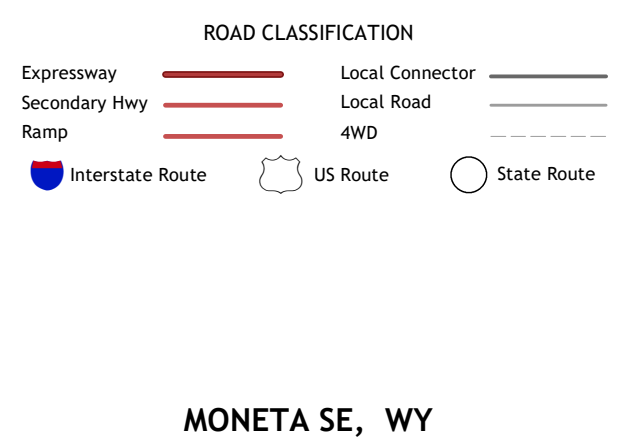 ROAD CLASSIFICATION
Expressway
Local Connector
Secondary Hwy
Local Road
Ramp
4WD
Interstate Route
US Route
State Route
MONETA SE, WY